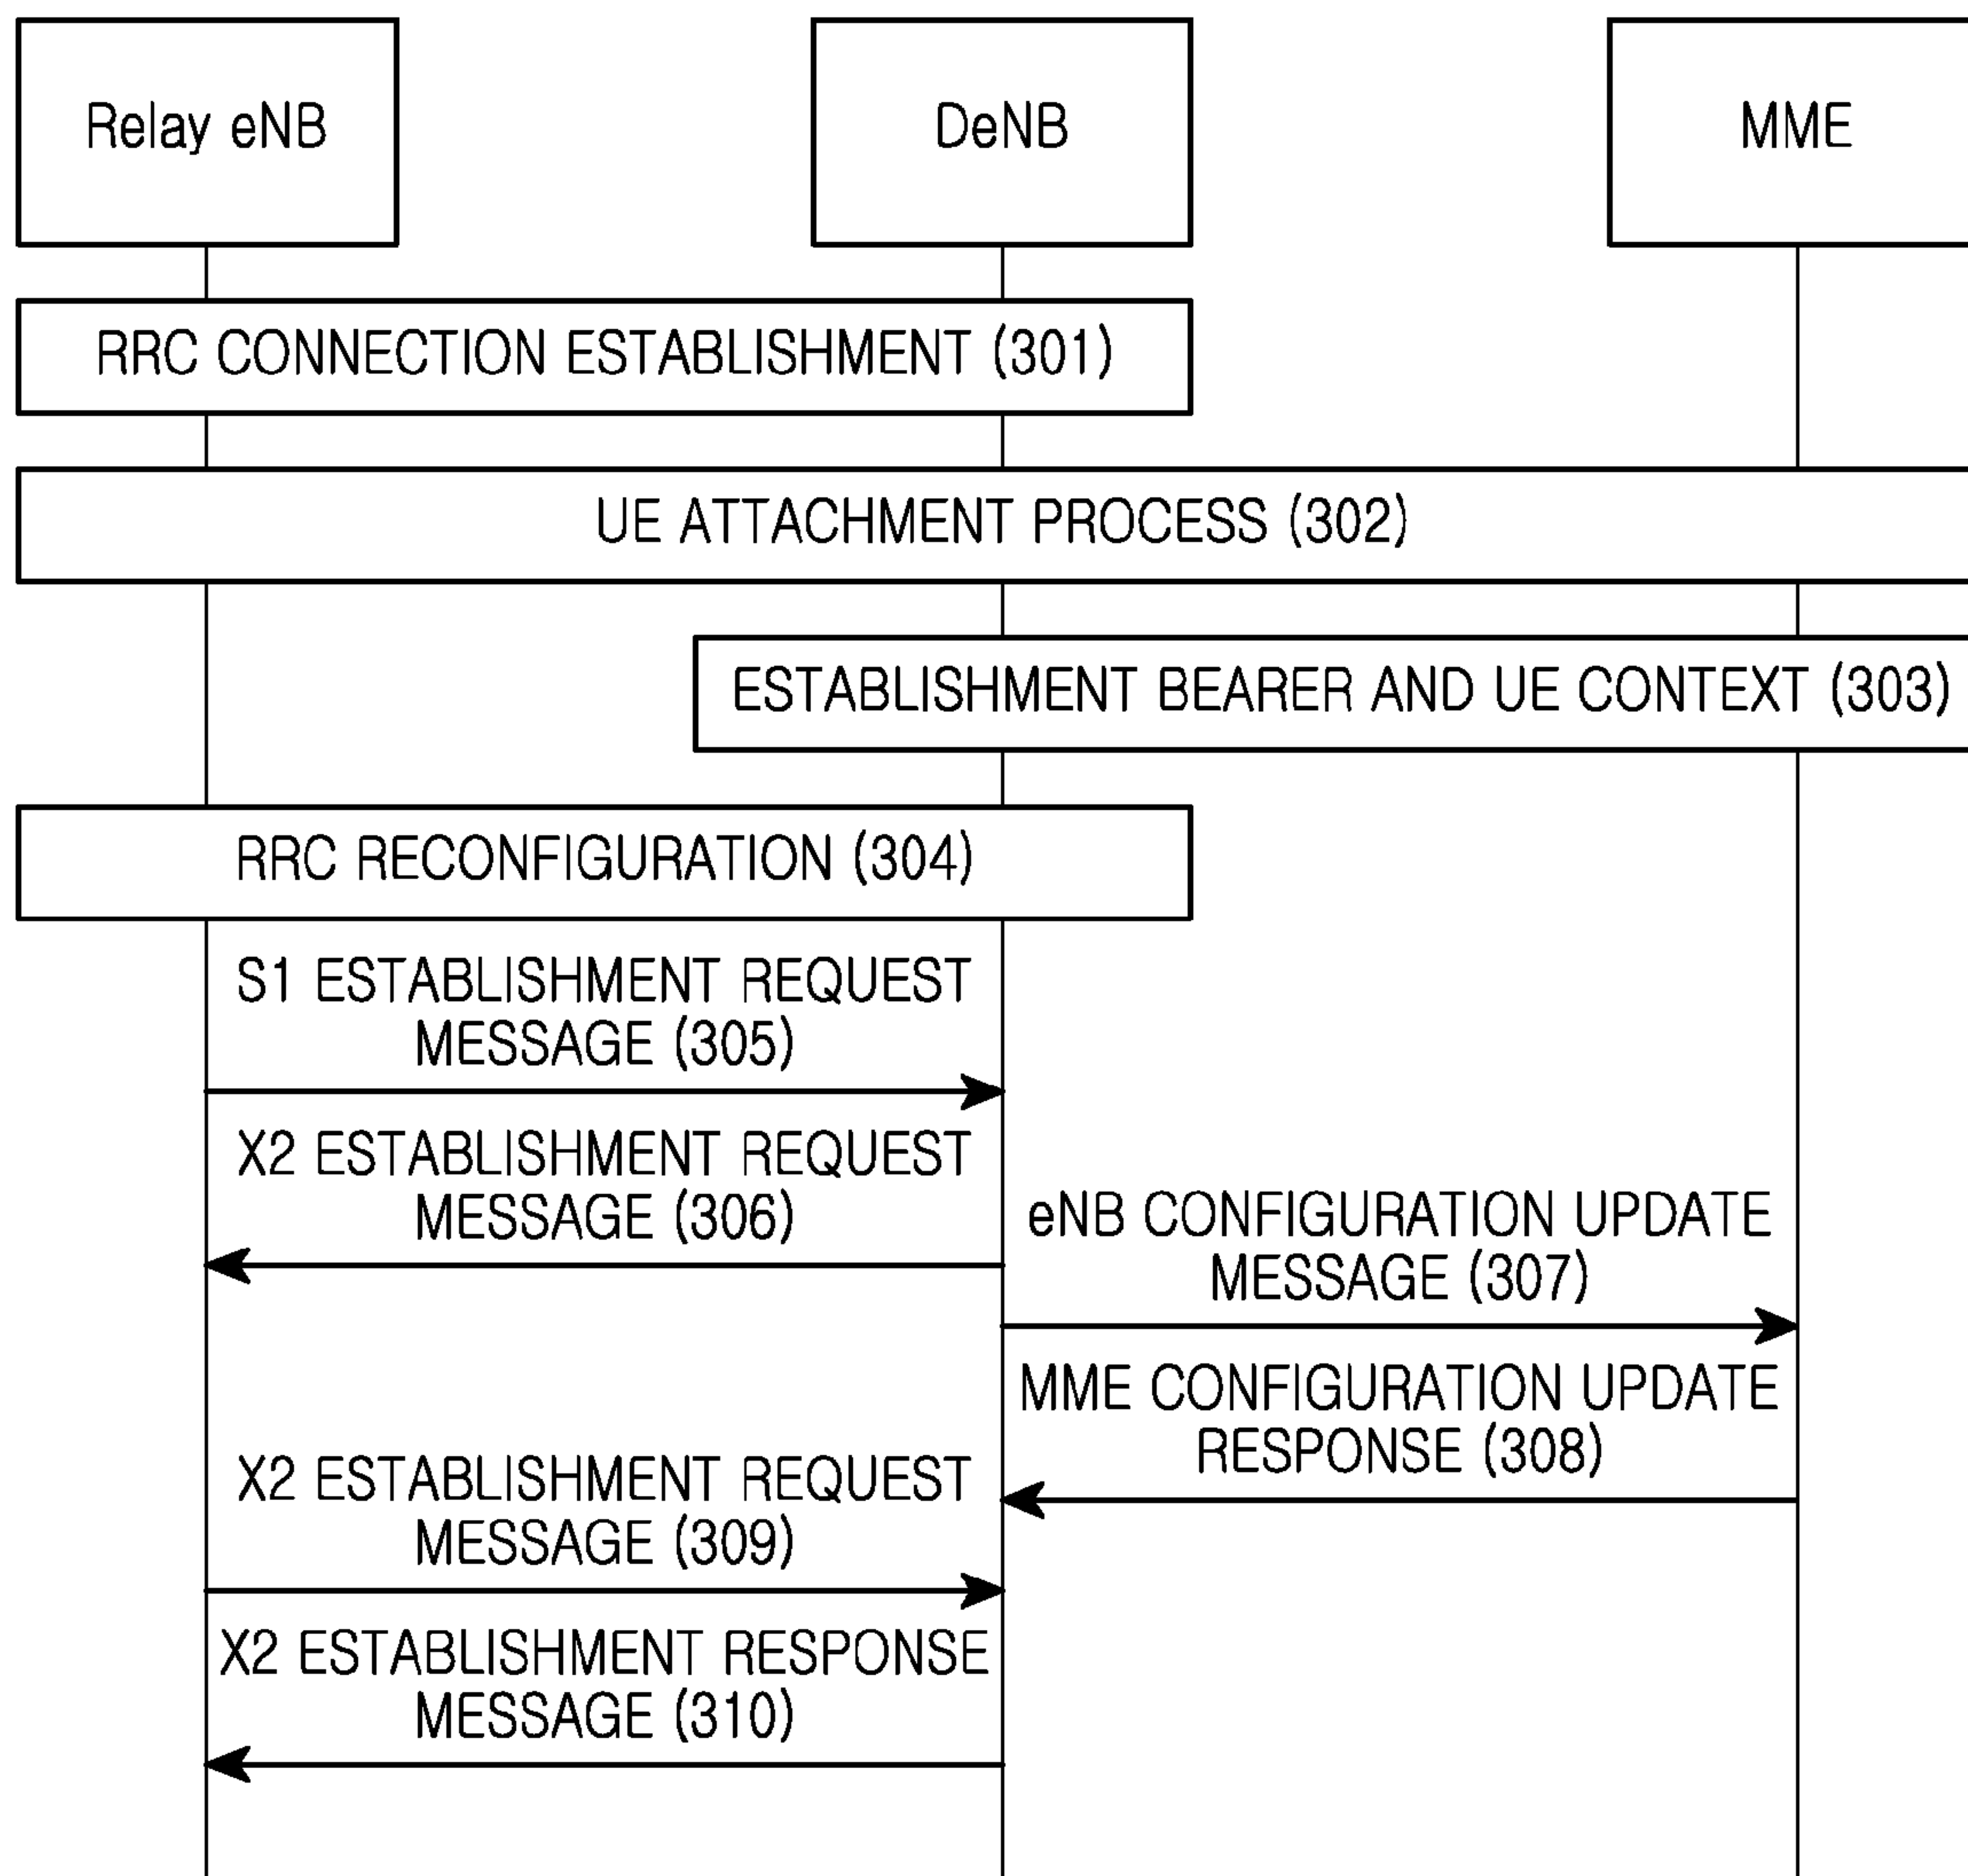 Relay eNB
DeNB
MME
RRC CONNECTION ESTABLISHMENT (301)
UE ATTACHMENT PROCESS (302)
ESTABLISHMENT BEARER AND UE CONTEXT (303)
RRC RECONFIGURATION (304)
S1 ESTABLISHMENT REQUEST
MESSAGE (305)
X2 ESTABLISHMENT REQUEST
MESSAGE (306)
eNB CONFIGURATION UPDATE
MESSAGE (307)
MME CONFIGURATION UPDATE
RESPONSE (308)
X2 ESTABLISHMENT REQUEST
MESSAGE (309)
X2 ESTABLISHMENT RESPONSE
MESSAGE (310)